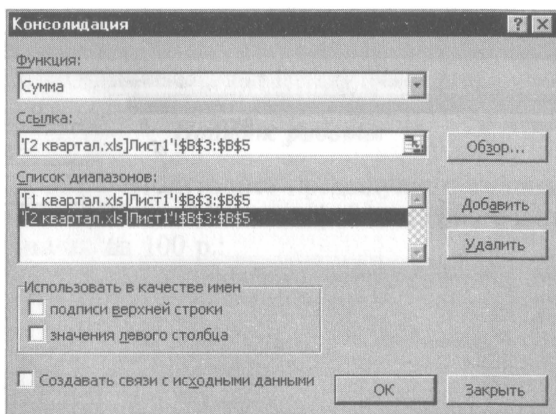 Консолидация
Функция:
Сумма
Ссылка:
'[2 квартал.xls]Лист1'!$B$3:$B$5
Обзор...
Список диапазонов:
'[1 квартал.xls]Лист1'!$B$3:$B$5
'[2 квартал.xls]Лист1'!$B$3:$B$5
Добавить
Удалить
Использовать в качестве имен
подписи верхней строки
значения левого столбца
Создавать связи с исходными данными
OK
Закрыть